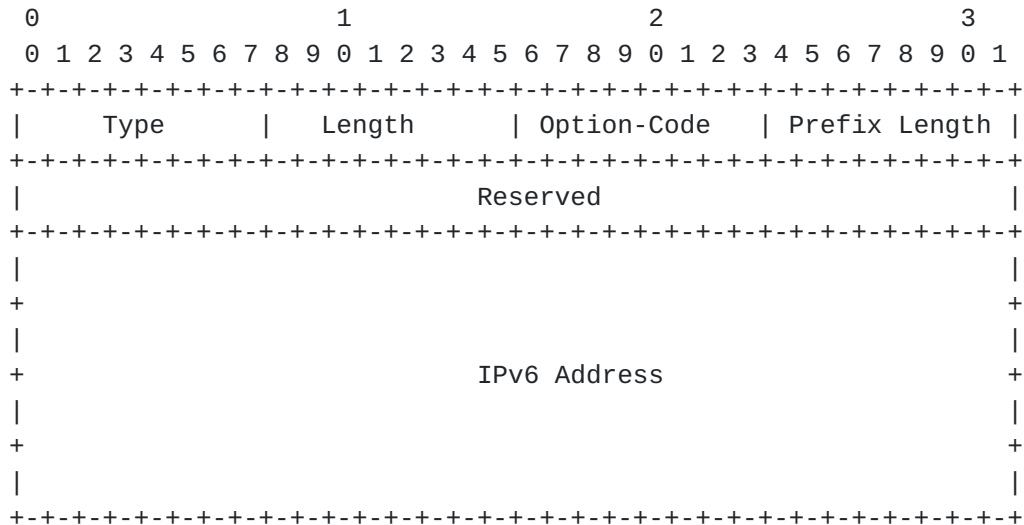 0                   1                   2                   3
 0 1 2 3 4 5 6 7 8 9 0 1 2 3 4 5 6 7 8 9 0 1 2 3 4 5 6 7 8 9 0 1
+-+-+-+-+-+-+-+-+-+-+-+-+-+-+-+-+-+-+-+-+-+-+-+-+-+-+-+-+-+-+-+-+
|     Type      |   Length      | Option-Code   | Prefix Length |
+-+-+-+-+-+-+-+-+-+-+-+-+-+-+-+-+-+-+-+-+-+-+-+-+-+-+-+-+-+-+-+-+
|                             Reserved                          |
+-+-+-+-+-+-+-+-+-+-+-+-+-+-+-+-+-+-+-+-+-+-+-+-+-+-+-+-+-+-+-+-+
|                                                               |
+                                                               +
|                                                               |
+                             IPv6 Address                      +
|                                                               |
+                                                               +
|                                                               |
+-+-+-+-+-+-+-+-+-+-+-+-+-+-+-+-+-+-+-+-+-+-+-+-+-+-+-+-+-+-+-+-+